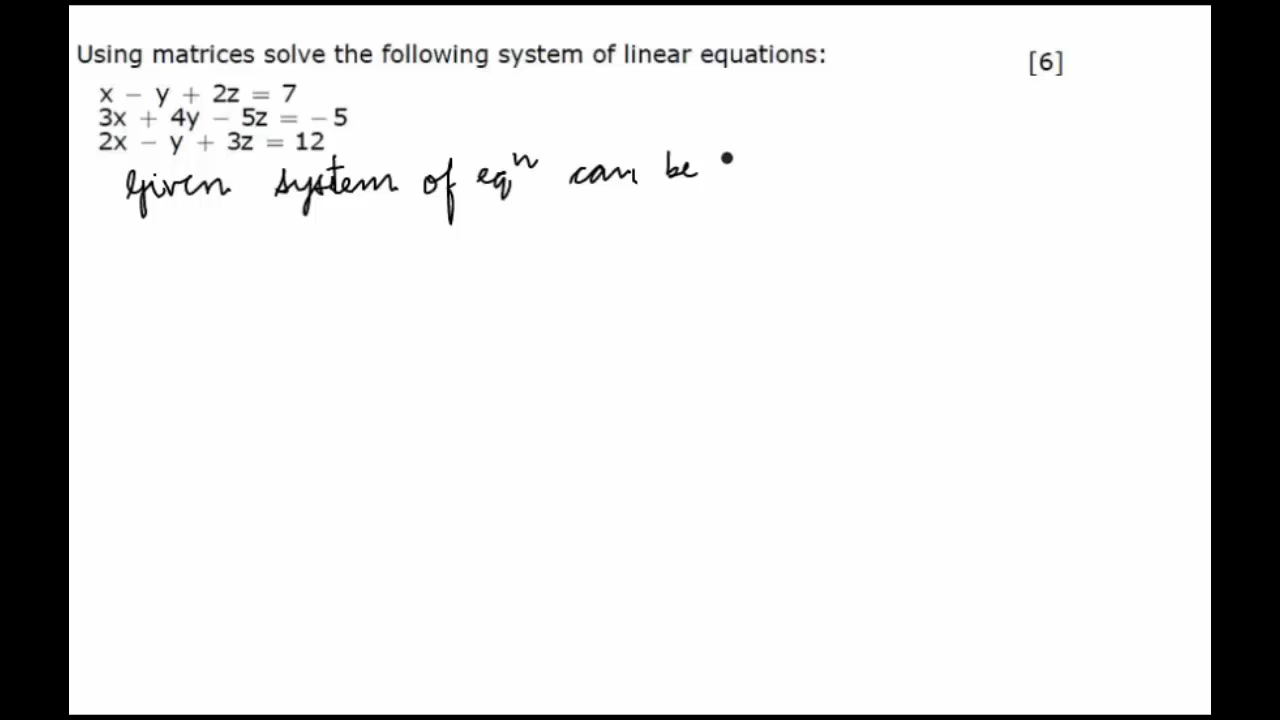 Using matrices solve the following system of linear equations: [6]
x − y + 2z = 7
3x + 4y − 5z = − 5
2x − y + 3z = 12
Given system of eqⁿ can be